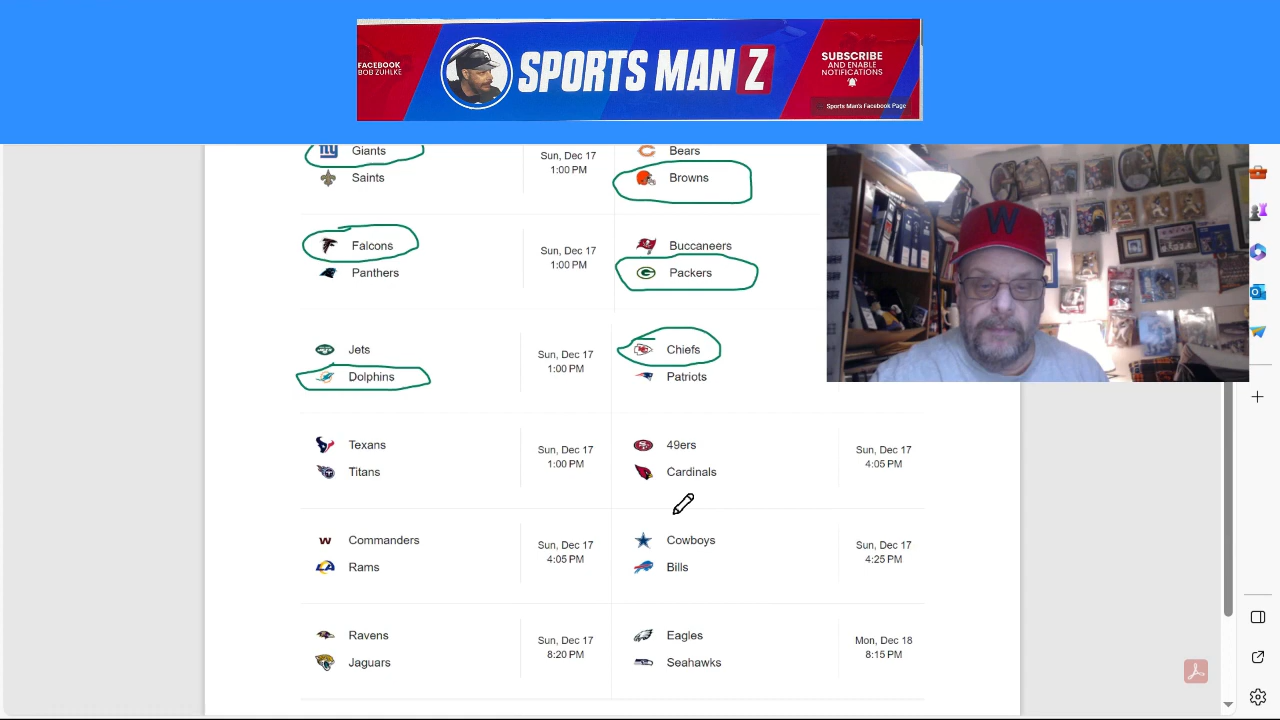 FACEBOOK
BOB ZUHLKE
SPORTS MAN Z
SUBSCRIBE
AND ENABLE
NOTIFICATIONS
Sports Man's Facebook Page
Giants
Saints
Sun, Dec 17
1:00 PM
Bears
Browns
Falcons
Panthers
Sun, Dec 17
1:00 PM
Buccaneers
Packers
Jets
Dolphins
Sun, Dec 17
1:00 PM
Chiefs
Patriots
W
Texans
Titans
Sun, Dec 17
1:00 PM
49ers
Cardinals
Sun, Dec 17
4:05 PM
Commanders
Rams
Sun, Dec 17
4:05 PM
Cowboys
Bills
Sun, Dec 17
4:25 PM
Ravens
Jaguars
Sun, Dec 17
8:20 PM
Eagles
Seahawks
Mon, Dec 18
8:15 PM